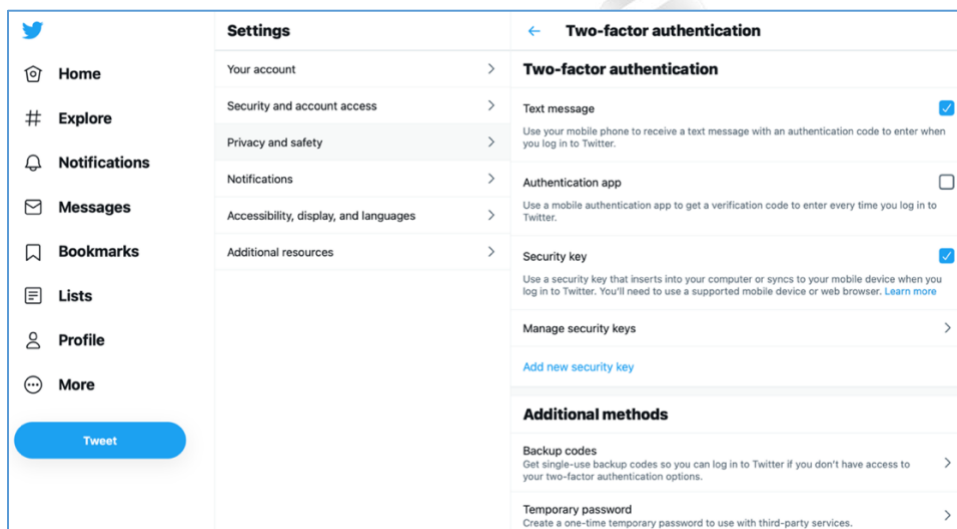 Home
Explore
Notifications
Messages
Bookmarks
Lists
Profile
More
Tweet
Settings
Your account
Security and account access
Privacy and safety
Notifications
Accessibility, display, and languages
Additional resources
Two-factor authentication
Two-factor authentication
Text message
Use your mobile phone to receive a text message with an authentication code to enter when
you log in to Twitter.
Authentication app
Use a mobile authentication app to get a verification code to enter every time you log in to
Twitter.
Security key
Use a security key that inserts into your computer or syncs to your mobile device when you
log in to Twitter. You'll need to use a supported mobile device or web browser. Learn more
Manage security keys
Add new security key
Additional methods
Backup codes
Get single-use backup codes so you can log in to Twitter if you don't have access to
your two-factor authentication options.
Temporary password
Create a one-time temporary password to use with third-party services.